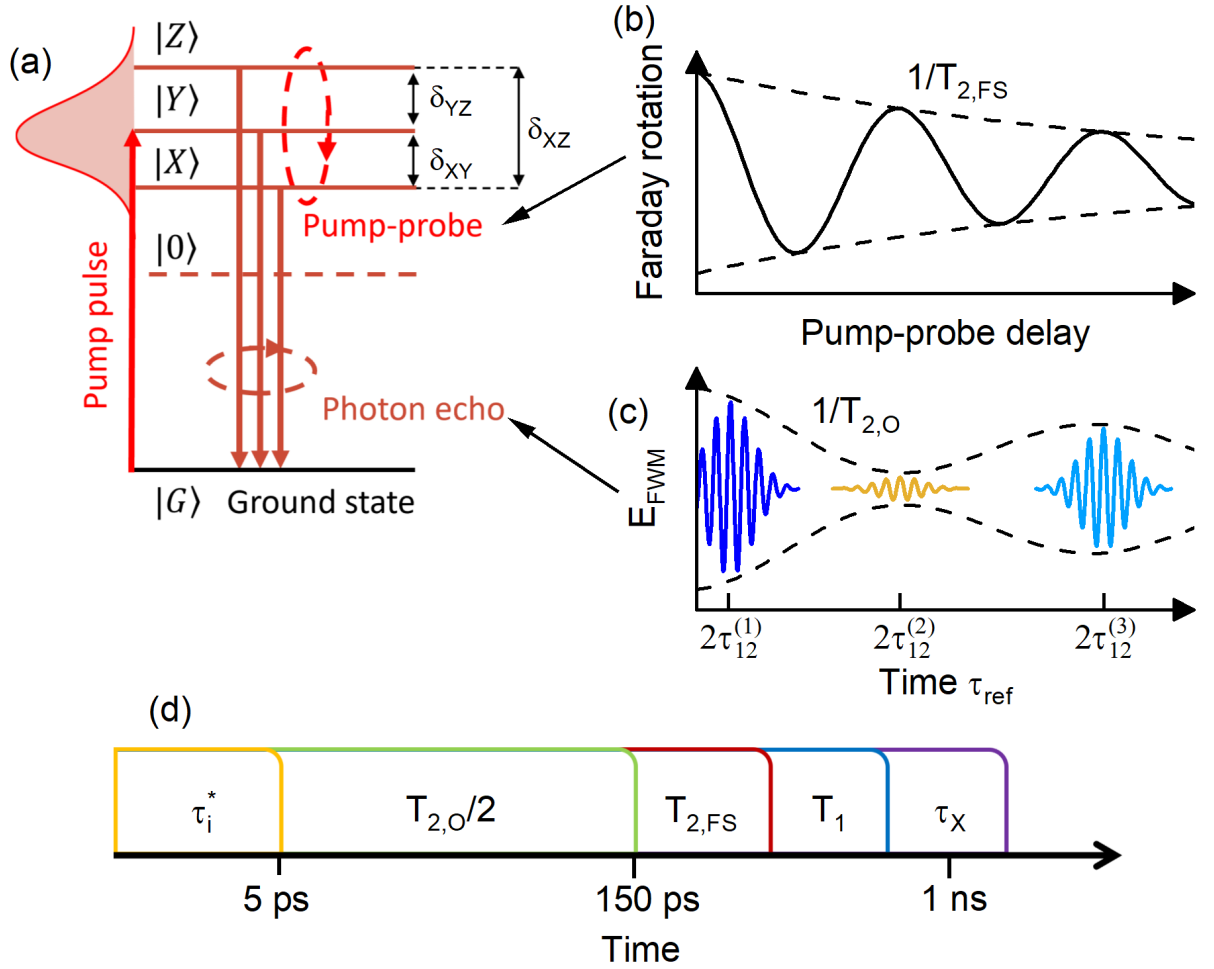 (a)
|Z⟩
|Y⟩
|X⟩
|0⟩
δYZ
δXY
δXZ
Pump-probe
Pump pulse
Photon echo
|G⟩ Ground state
(b)
Faraday rotation
1/T2,FS
Pump-probe delay
(c)
EFWM
1/T2,O
2τ12(1)
2τ12(2)
2τ12(3)
Time τref
(d)
τi*
T2,O/2
T2,FS
T1
τX
5 ps
150 ps
1 ns
Time